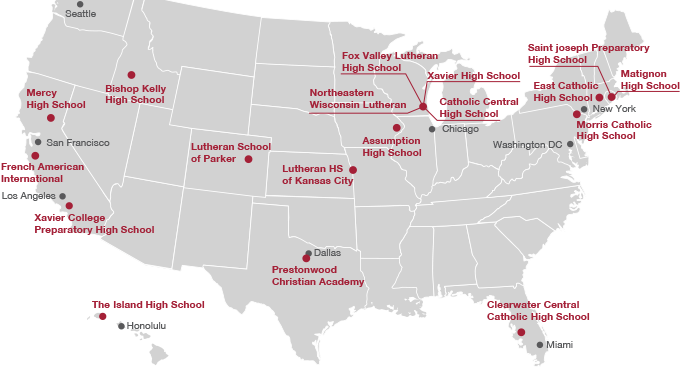 Seattle
Saint joseph Preparatory
High School
Fox Valley Lutheran
High School
Xavier High School
Matignon
High School
Mercy
High School
Bishop Kelly
High School
Northeastern
Wisconsin Lutheran
Catholic Central
High School
East Catholic
High School
New York
Morris Catholic
High School
San Francisco
Lutheran School
of Parker
Assumption
High School
Chicago
Washington DC
French American
International
Lutheran HS
of Kansas City
Los Angeles
Xavier College
Preparatory High School
Dallas
Prestonwood
Christian Academy
The Island High School
Honolulu
Clearwater Central
Catholic High School
Miami